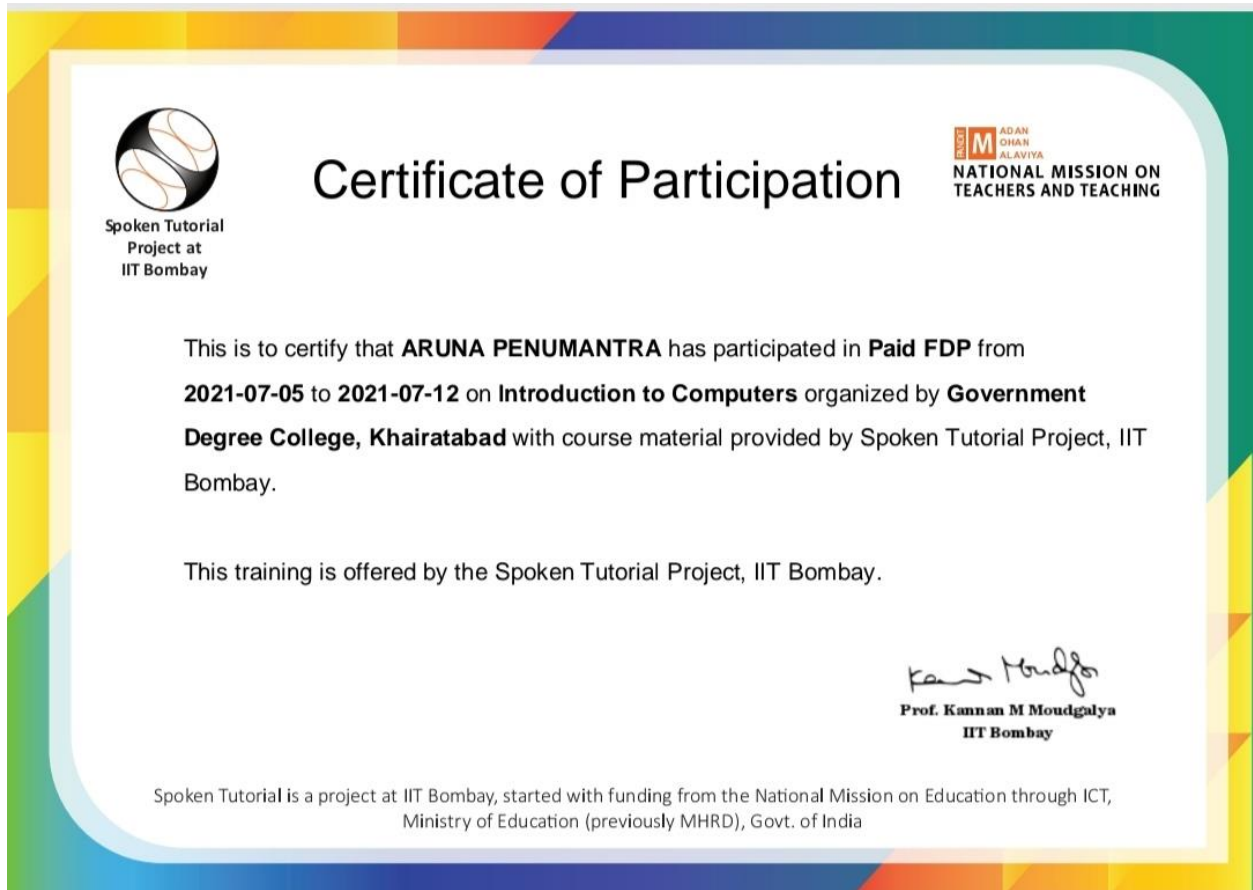 Spoken Tutorial
Project at
IIT Bombay
Certificate of Participation
PANDIT
M
ADAN
OHAN
ALAVIYA
NATIONAL MISSION ON
TEACHERS AND TEACHING
This is to certify that ARUNA PENUMANTRA has participated in Paid FDP from
2021-07-05 to 2021-07-12 on Introduction to Computers organized by Government
Degree College, Khairatabad with course material provided by Spoken Tutorial Project, IIT
Bombay.
This training is offered by the Spoken Tutorial Project, IIT Bombay.
Prof. Kannan M Moudgalya
IIT Bombay
Spoken Tutorial is a project at IIT Bombay, started with funding from the National Mission on Education through ICT,
Ministry of Education (previously MHRD), Govt. of India